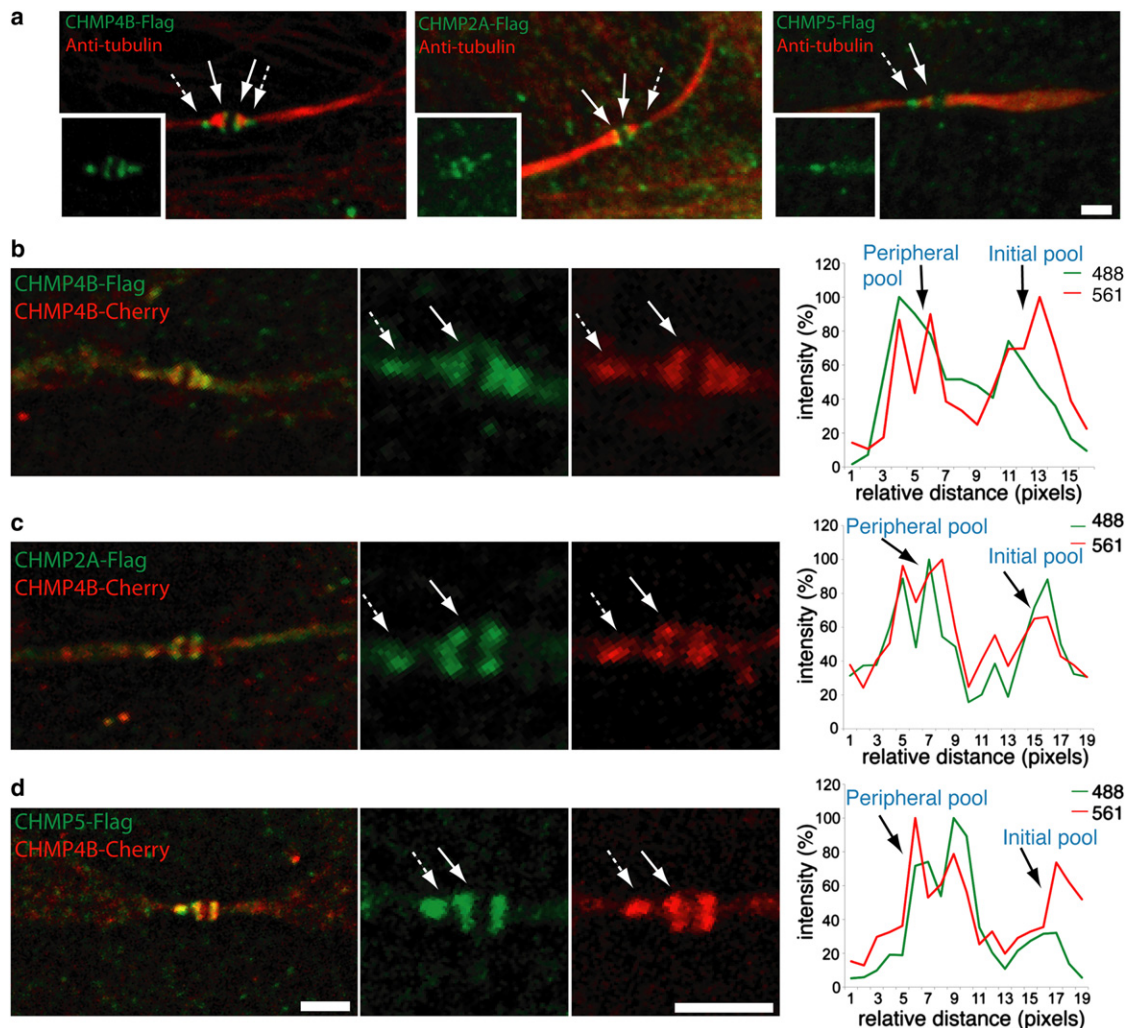 a
CHMP4B-Flag
Anti-tubulin
CHMP2A-Flag
Anti-tubulin
CHMP5-Flag
Anti-tubulin
b
CHMP4B-Flag
CHMP4B-Cherry
Peripheral
pool
Initial pool
488
561
120
100
80
60
40
20
0
intensity (%)
1 3 5 7 9 11 13 15
relative distance (pixels)
c
CHMP2A-Flag
CHMP4B-Cherry
Peripheral pool
Initial pool
488
561
120
100
80
60
40
20
0
intensity (%)
1 3 5 7 9 11 13 15 17 19
relative distance (pixels)
d
CHMP5-Flag
CHMP4B-Cherry
Peripheral pool
Initial pool
488
561
120
100
80
60
40
20
0
intensity (%)
1 3 5 7 9 11 13 15 17 19
relative distance (pixels)